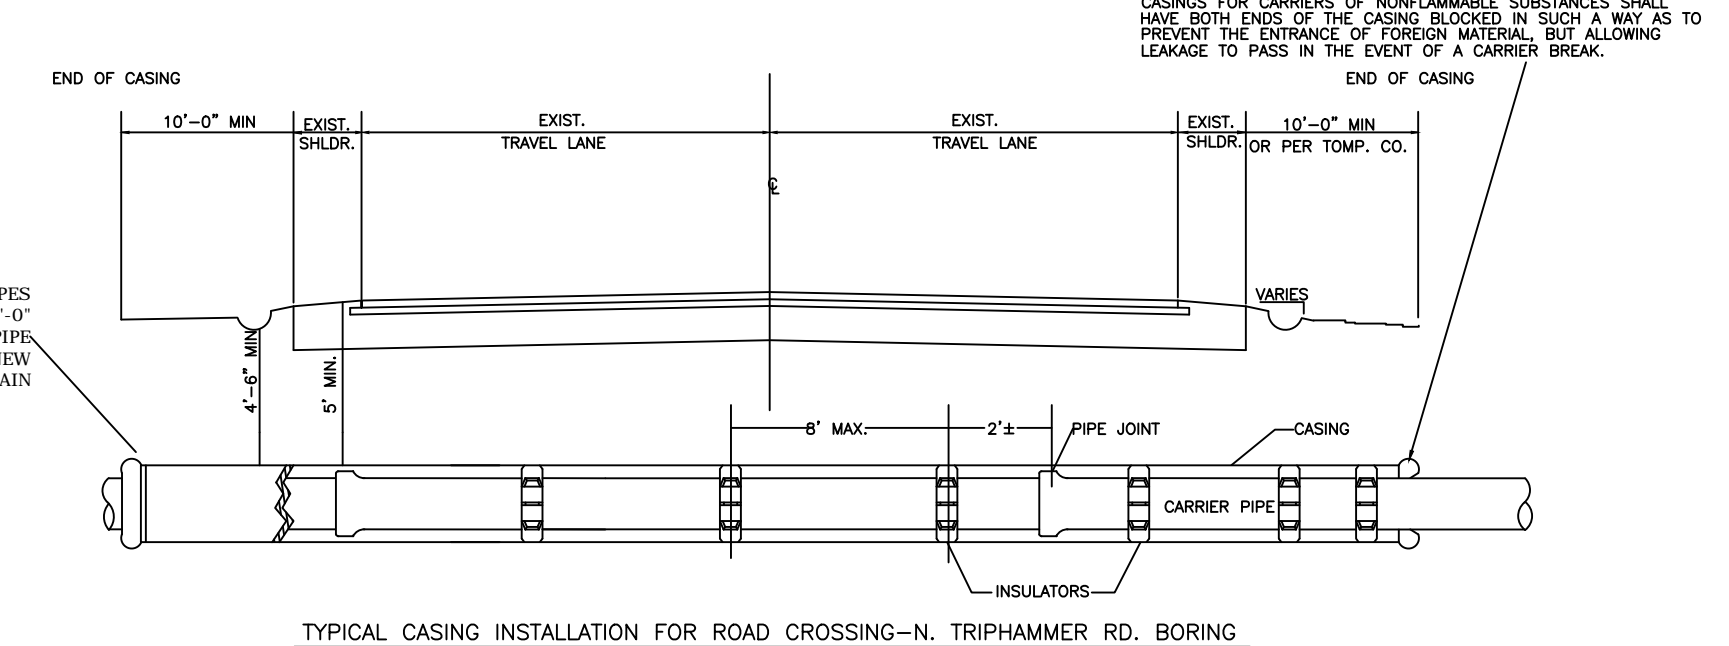 CASINGS FOR CARRIERS OF NONFLAMMABLE SUBSTANCES SHALL
HAVE BOTH ENDS OF THE CASING BLOCKED IN SUCH A WAY AS TO
PREVENT THE ENTRANCE OF FOREIGN MATERIAL, BUT ALLOWING
LEAKAGE TO PASS IN THE EVENT OF A CARRIER BREAK.
END OF CASING
END OF CASING
10'-0" MIN
EXIST.
SHLDR.
EXIST.
TRAVEL LANE
EXIST.
TRAVEL LANE
EXIST.
SHLDR.
10'-0" MIN
OR PER TOMP. CO.
℄
PES
'-0"
PIPE
NEW
AIN
VARIES
4'-6" MIN
5' MIN.
8' MAX.
2'±
PIPE JOINT
CASING
CARRIER PIPE
INSULATORS
TYPICAL CASING INSTALLATION FOR ROAD CROSSING-N. TRIPHAMMER RD. BORING